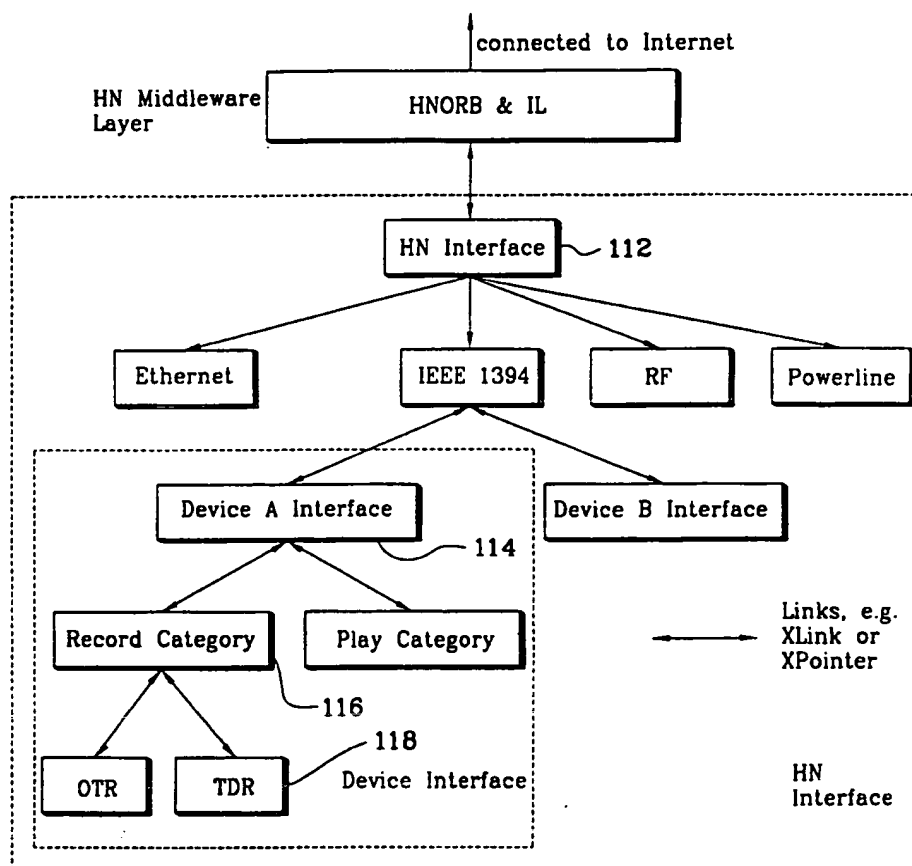 connected to Internet
HN Middleware
Layer
HNORB & IL
HN Interface
112
Ethernet
IEEE 1394
RF
Powerline
Device A Interface
Device B Interface
114
Record Category
Play Category
Links, e.g.
XLink or
XPointer
116
118
OTR
TDR
Device Interface
HN
Interface